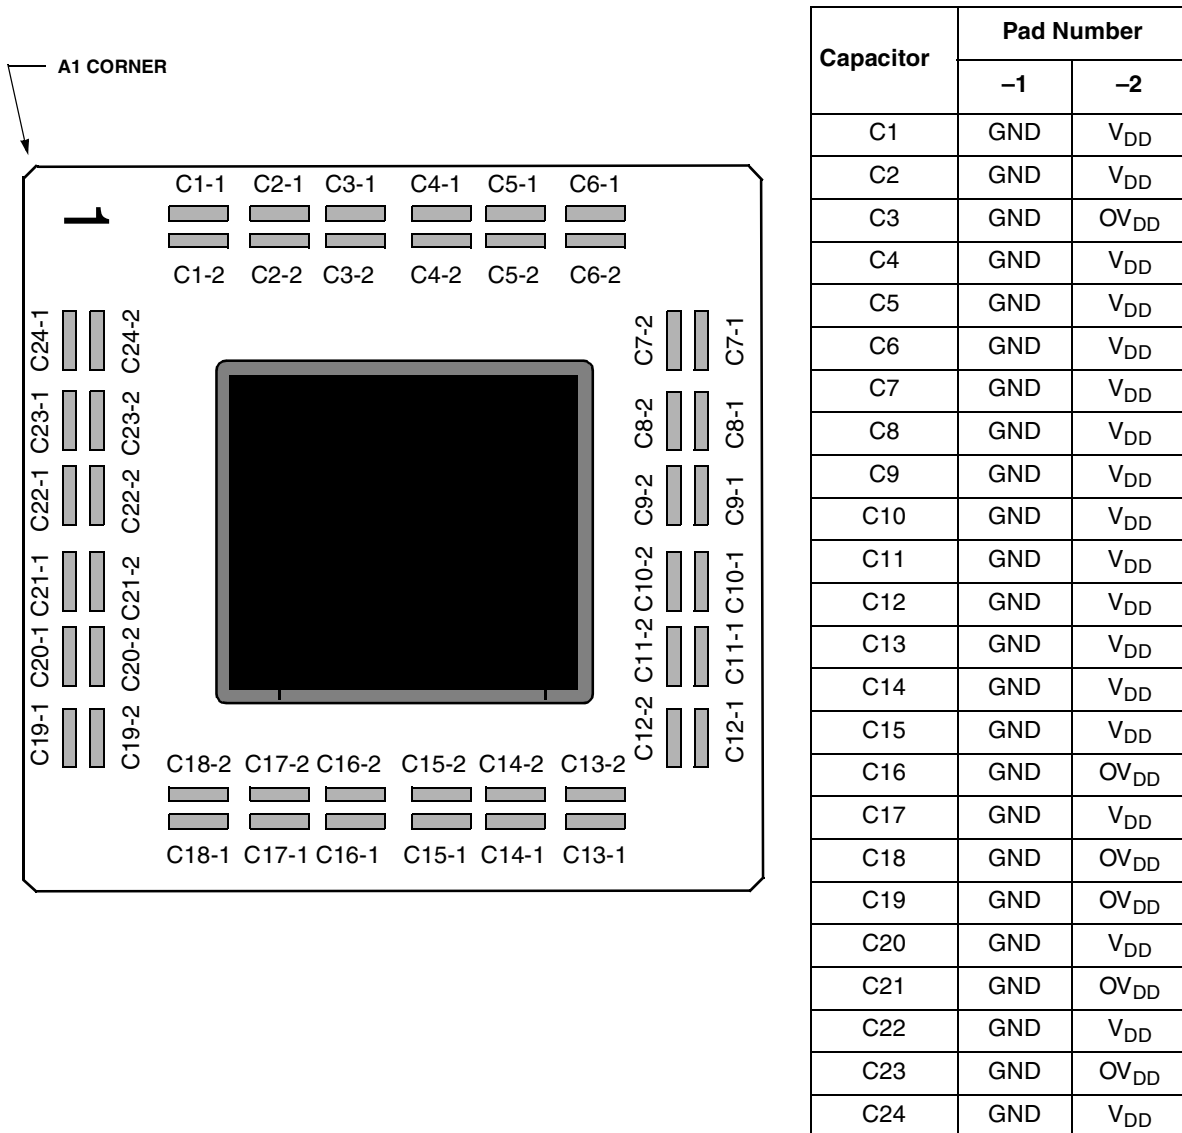 A1 CORNER
1
C1-1 C2-1 C3-1 C4-1 C5-1 C6-1
C1-2 C2-2 C3-2 C4-2 C5-2 C6-2
C24-1 C24-2 C7-2 C7-1
C23-1 C23-2 C8-2 C8-1
C22-1 C22-2 C9-2 C9-1
C21-1 C21-2 C10-2 C10-1
C20-1 C20-2 C11-2 C11-1
C19-1 C19-2 C12-2 C12-1
C18-2 C17-2 C16-2 C15-2 C14-2 C13-2
C18-1 C17-1 C16-1 C15-1 C14-1 C13-1
Capacitor Pad Number
–1 –2
C1 GND VDD
C2 GND VDD
C3 GND OVDD
C4 GND VDD
C5 GND VDD
C6 GND VDD
C7 GND VDD
C8 GND VDD
C9 GND VDD
C10 GND VDD
C11 GND VDD
C12 GND VDD
C13 GND VDD
C14 GND VDD
C15 GND VDD
C16 GND OVDD
C17 GND VDD
C18 GND OVDD
C19 GND OVDD
C20 GND VDD
C21 GND OVDD
C22 GND VDD
C23 GND OVDD
C24 GND VDD